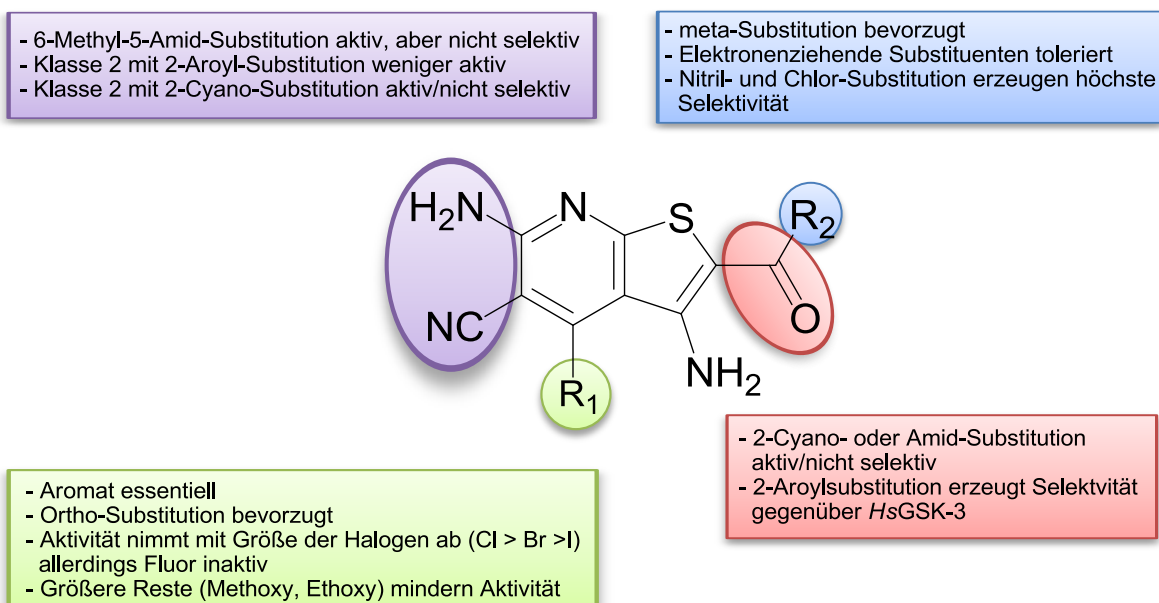 - 6-Methyl-5-Amid-Substitution aktiv, aber nicht selektiv
- Klasse 2 mit 2-Aroyl-Substitution weniger aktiv
- Klasse 2 mit 2-Cyano-Substitution aktiv/nicht selektiv
- meta-Substitution bevorzugt
- Elektronenziehende Substituenten toleriert
- Nitril- und Chlor-Substitution erzeugen höchste
Selektivität
H₂N
N
S
R₂
NC
O
NH₂
R₁
- 2-Cyano- oder Amid-Substitution
aktiv/nicht selektiv
- 2-Aroylsubstitution erzeugt Selektvität
gegenüber HsGSK-3
- Aromat essentiell
- Ortho-Substitution bevorzugt
- Aktivität nimmt mit Größe der Halogen ab (Cl > Br >I)
allerdings Fluor inaktiv
- Größere Reste (Methoxy, Ethoxy) mindern Aktivität